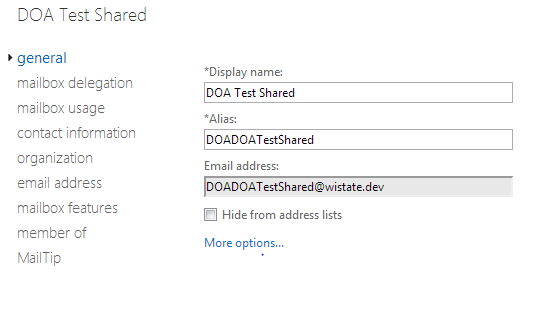 DOA Test Shared
general
mailbox delegation
mailbox usage
contact information
organization
email address
mailbox features
member of
MailTip
*Display name:
DOA Test Shared
*Alias:
DOADOATestShared
Email address:
DOADOATestShared@wistate.dev
Hide from address lists
More options...